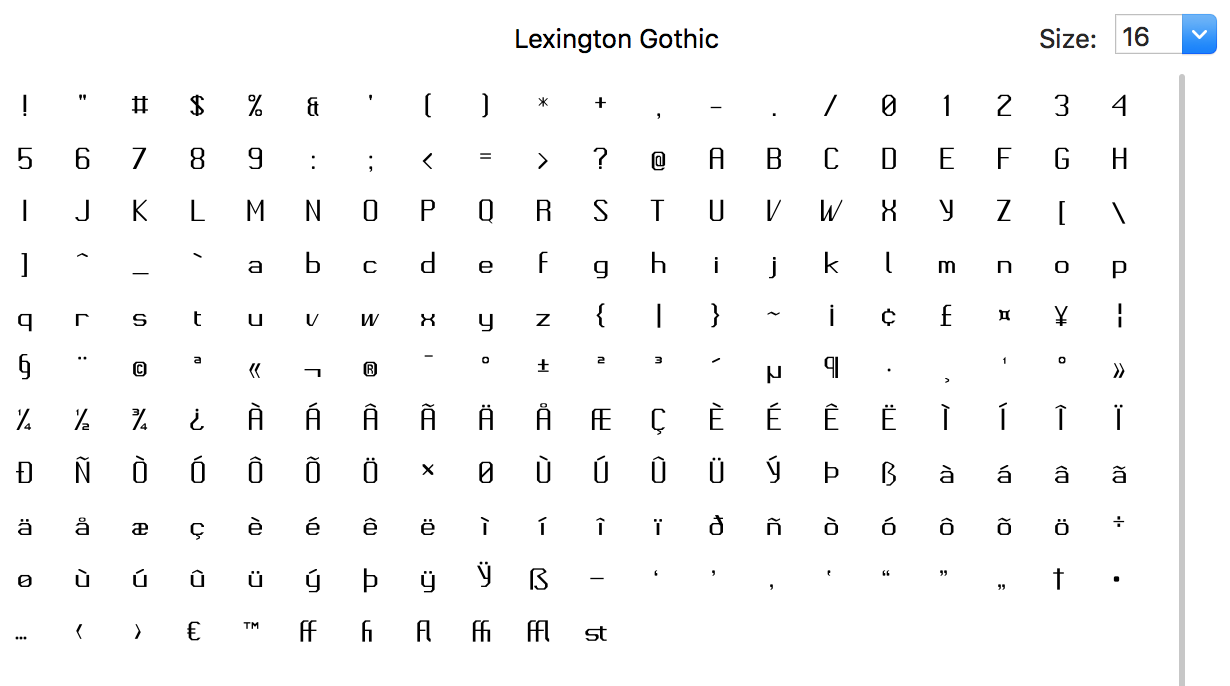 Lexington Gothic Size: 16
! " # $ % & ' ( ) * + , - . / 0 1 2 3 4
5 6 7 8 9 : ; < = > ? @ A B C D E F G H
I J K L M N O P Q R S T U V W X Y Z [ \
] ^ _ ` a b c d e f g h i j k l m n o p
q r s t u v w x y z { | } ~ ¡ ¢ £ ¤ ¥ ¦
§ ¨ © ª « ¬ ® ¯ ° ± ² ³ ´ µ ¶ · ¸ ¹ º »
¼ ½ ¾ ¿ À Á Â Ã Ä Å Æ Ç È É Ê Ë Ì Í Î Ï
Ð Ñ Ò Ó Ô Õ Ö × Ø Ù Ú Û Ü Ý Þ ß à á â ã
ä å æ ç è é ê ë ì í î ï ð ñ ò ó ô õ ö ÷
ø ù ú û ü ý þ ÿ Ÿ ẞ – ‘ ’ ‚ ‛ “ ” „ † •
… ‹ › € ™ ff fi fl ffi ffl st